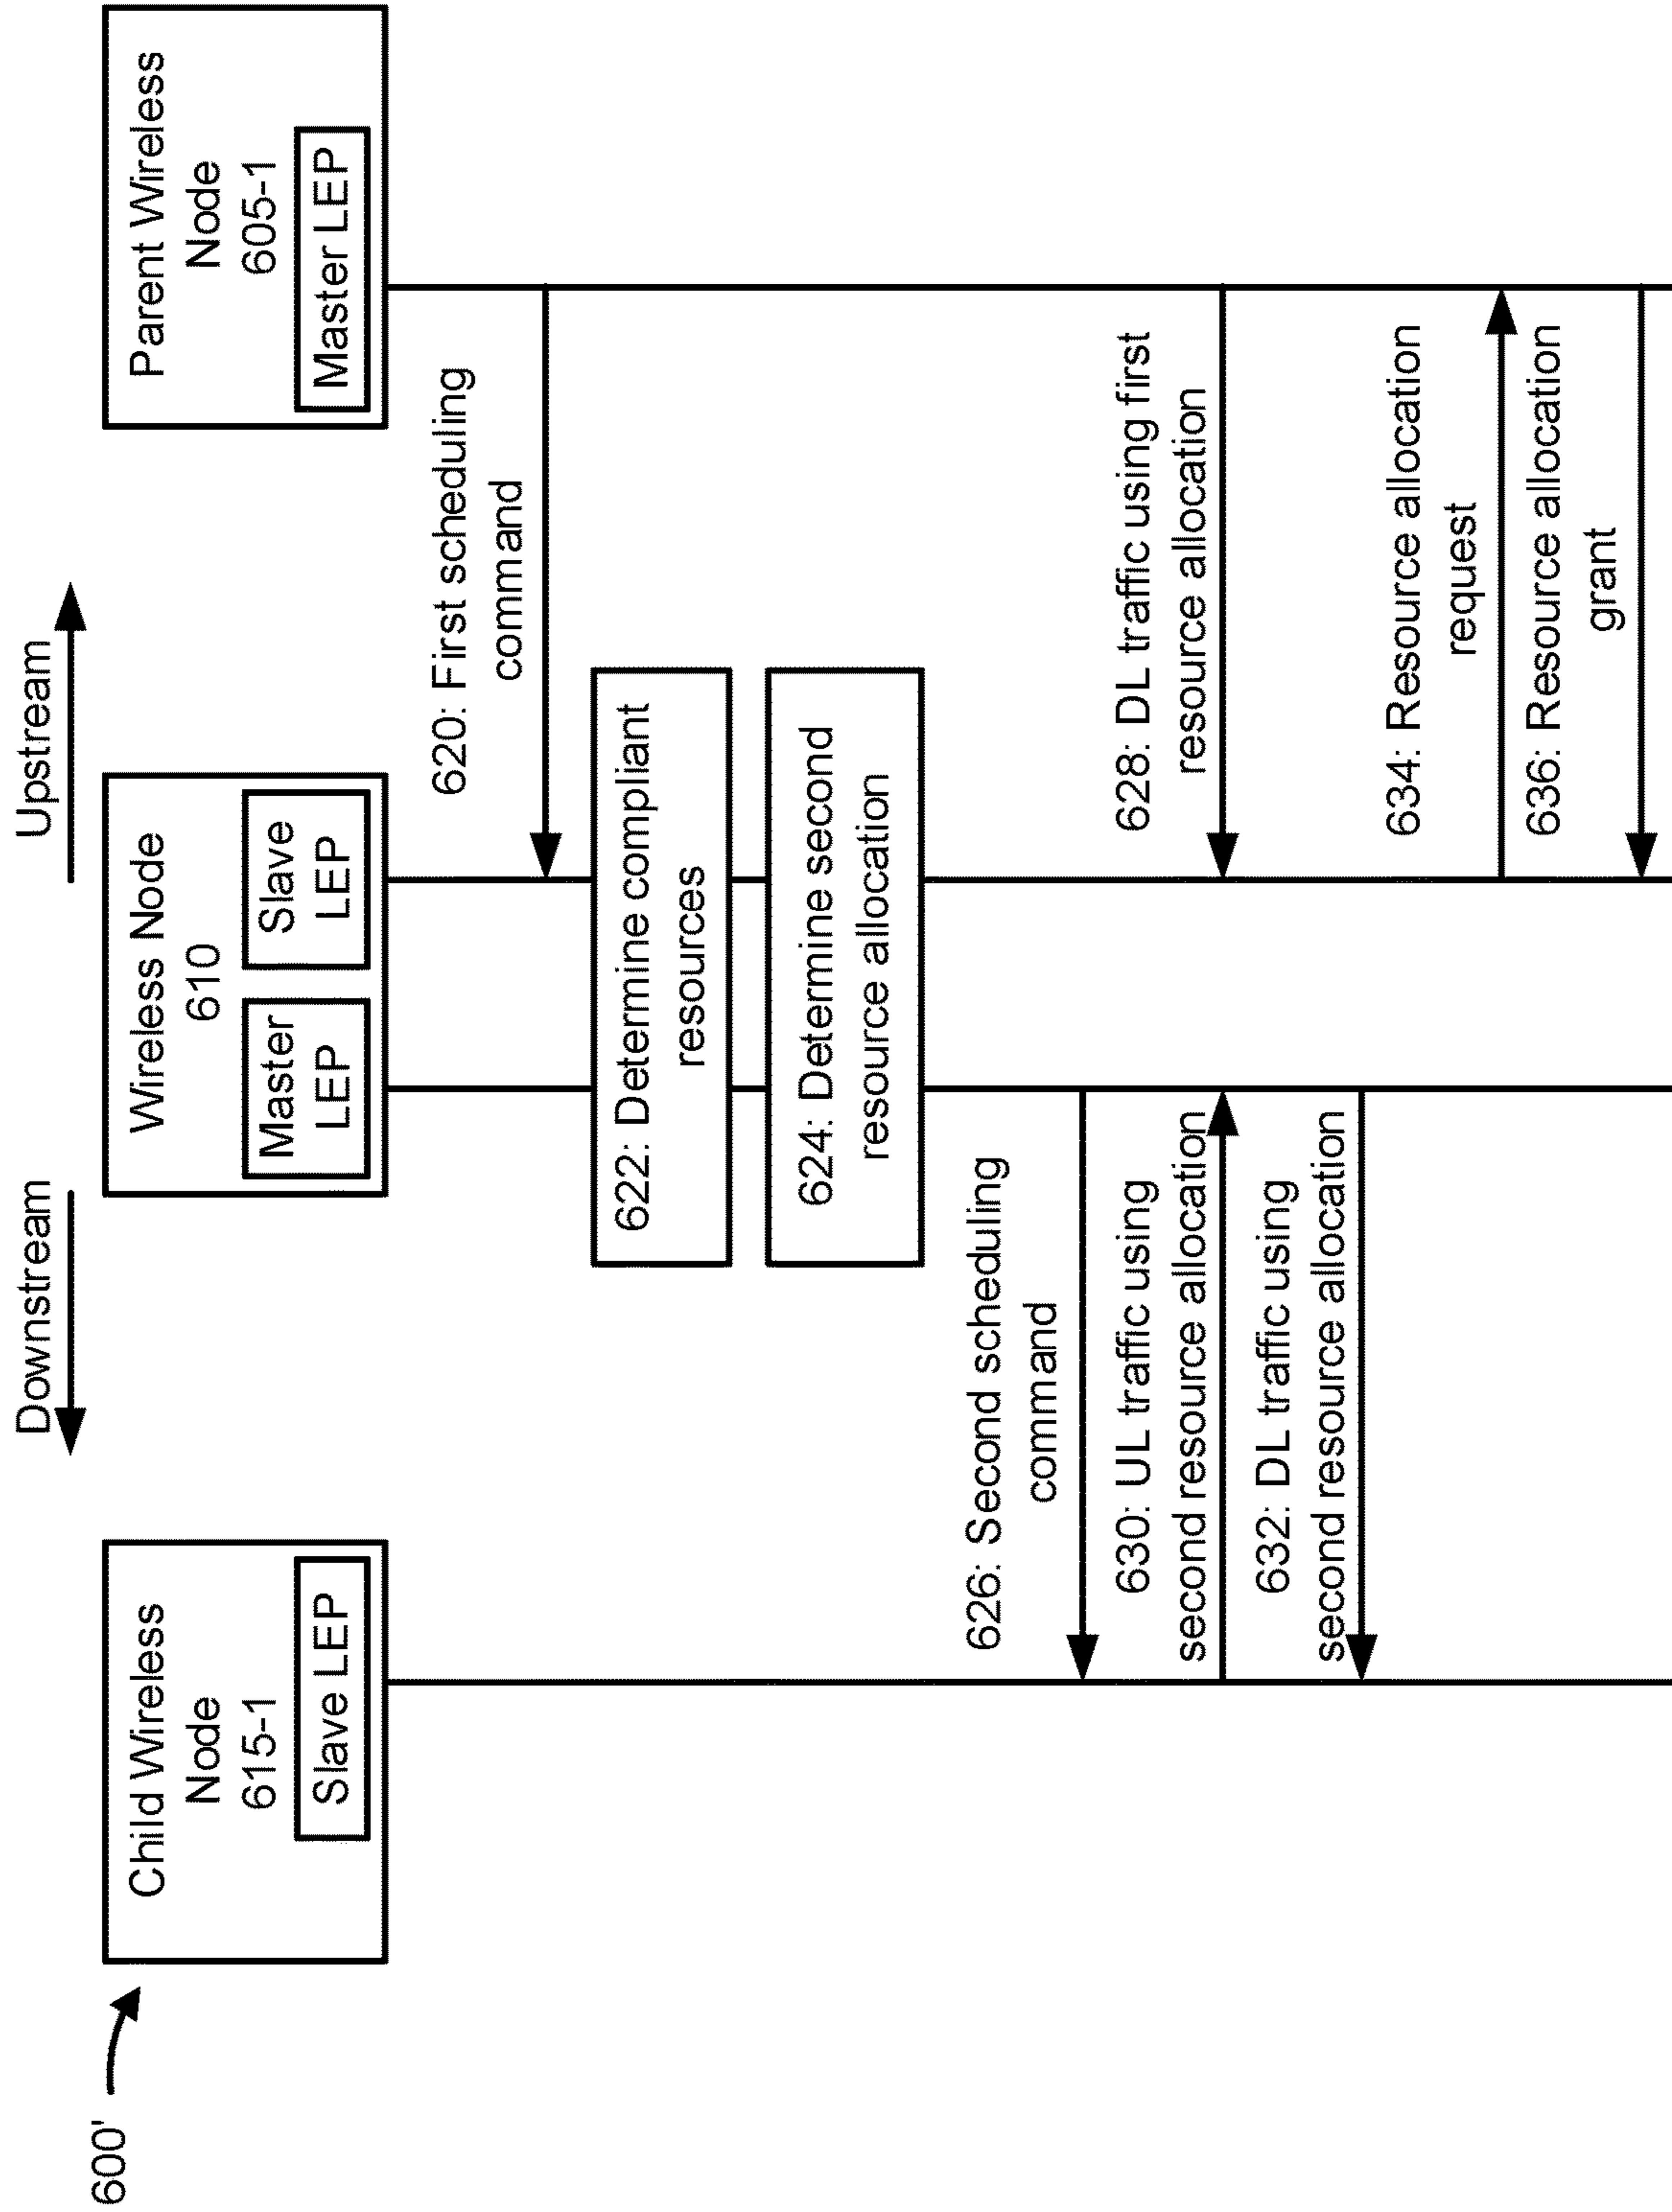 600'
Downstream
Upstream
Child Wireless
Node
615-1
Slave LEP
Wireless Node
610
Master
LEP
Slave
LEP
Parent Wireless
Node
605-1
Master LEP
620: First scheduling
command
622: Determine compliant
resources
624: Determine second
resource allocation
626: Second scheduling
command
628: DL traffic using first
resource allocation
630: UL traffic using
second resource allocation
632: DL traffic using
second resource allocation
634: Resource allocation
request
636: Resource allocation
grant